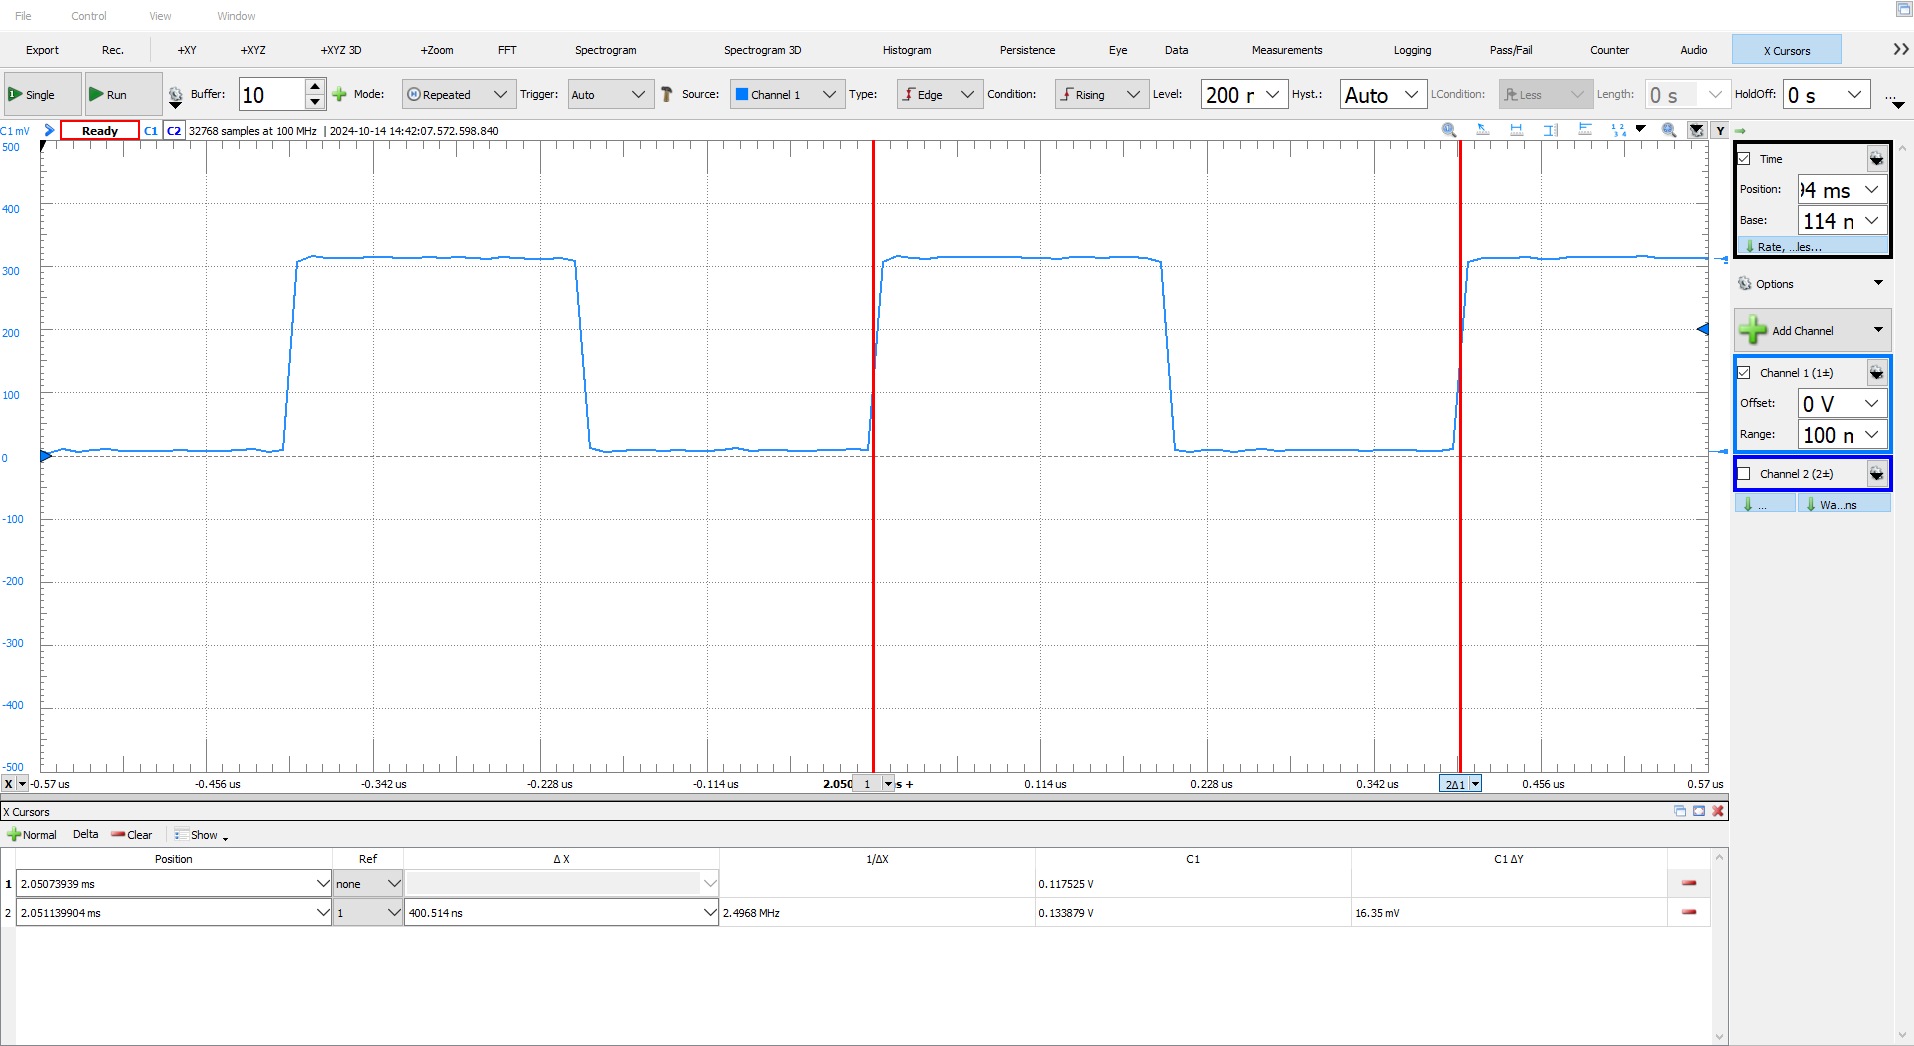 File Control View Window
Export Rec. +XY +XYZ +XYZ 3D +Zoom FFT Spectrogram Spectrogram 3D Histogram Persistence Eye Data Measurements Logging Pass/Fail Counter Audio X Cursors
Single Run Buffer: 10 Mode: Repeated Trigger: Auto Source: Channel 1 Type: Edge Condition: Rising Level: 200 Hyst.: Auto LCondition: Less Length: 0 s HoldOff: 0 s ...
C1 mV Ready C1 C2 32768 samples at 100 MHz | 2024-10-14 14:42:07.572.598.840 Y
500
400
300
200
100
0
-100
-200
-300
-400
-500
X -0.57 us -0.456 us -0.342 us -0.228 us -0.114 us 2.050 1 s + 0.114 us 0.228 us 0.342 us 2Δ1 0.456 us 0.57 us
Time
Position: 4 ms
Base: 114 n
Rate, ...les...
Options
Add Channel
Channel 1 (1±)
Offset: 0 V
Range: 100 n
Channel 2 (2±)
... Wa...ns
X Cursors
Normal Delta Clear Show
Position Ref Δ X 1/ΔX C1 C1 ΔY
1 2.05073939 ms none 0.117525 V
2 2.051139904 ms 1 400.514 ns 2.4968 MHz 0.133879 V 16.35 mV